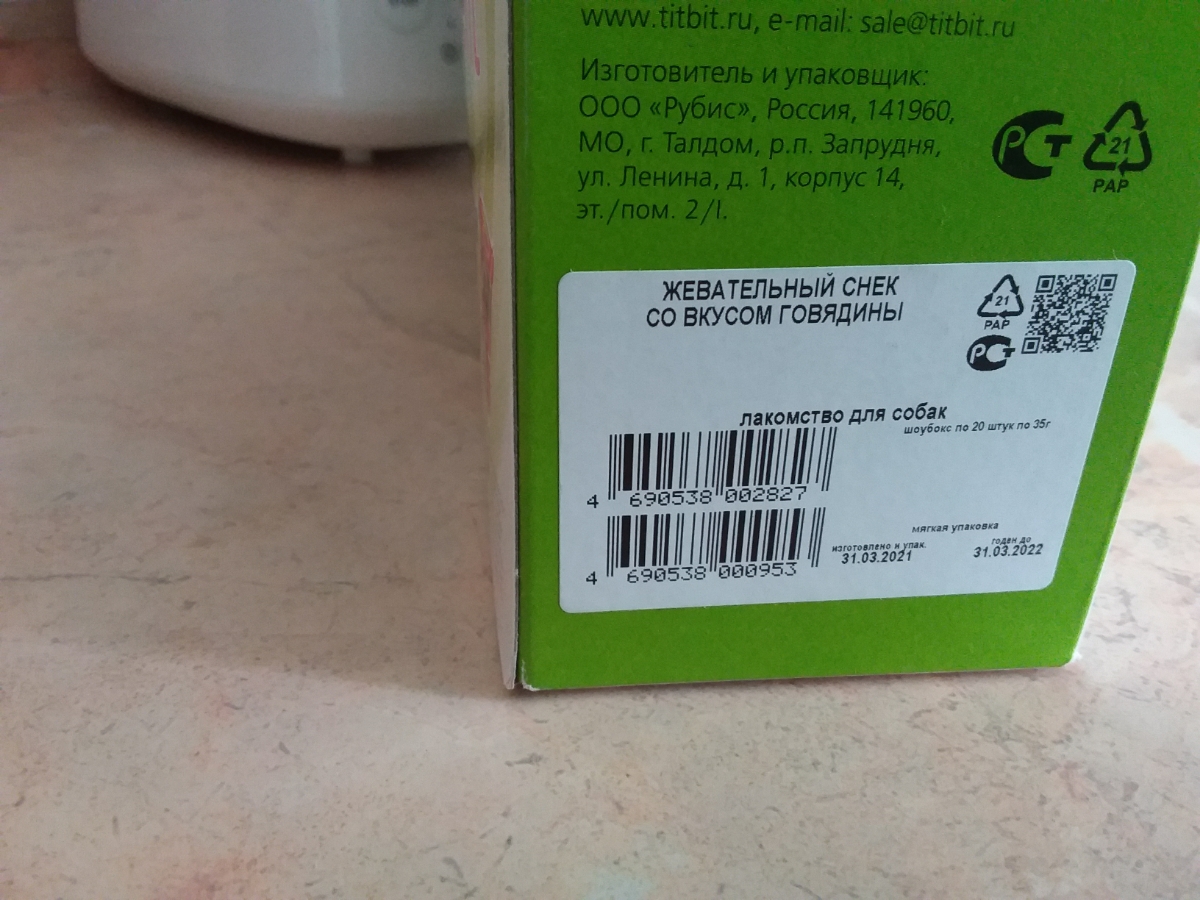 www.titbit.ru, e-mail: sale@titbit.ru
Изготовитель и упаковщик:
ООО «Рубис», Россия, 141960,
МО, г. Талдом, р.п. Запрудня,
ул. Ленина, д. 1, корпус 14,
эт./пом. 2/I.
РСТ
21
PAP
ЖЕВАТЕЛЬНЫЙ СНЕК
СО ВКУСОМ ГОВЯДИНЫ
21
PAP
РСТ
лакомство для собак
шоубокс по 20 штук по 35г
4 690538 002827
мягкая упаковка
изготовлено и упак.
31.03.2021
годен до
31.03.2022
4 690538 000953